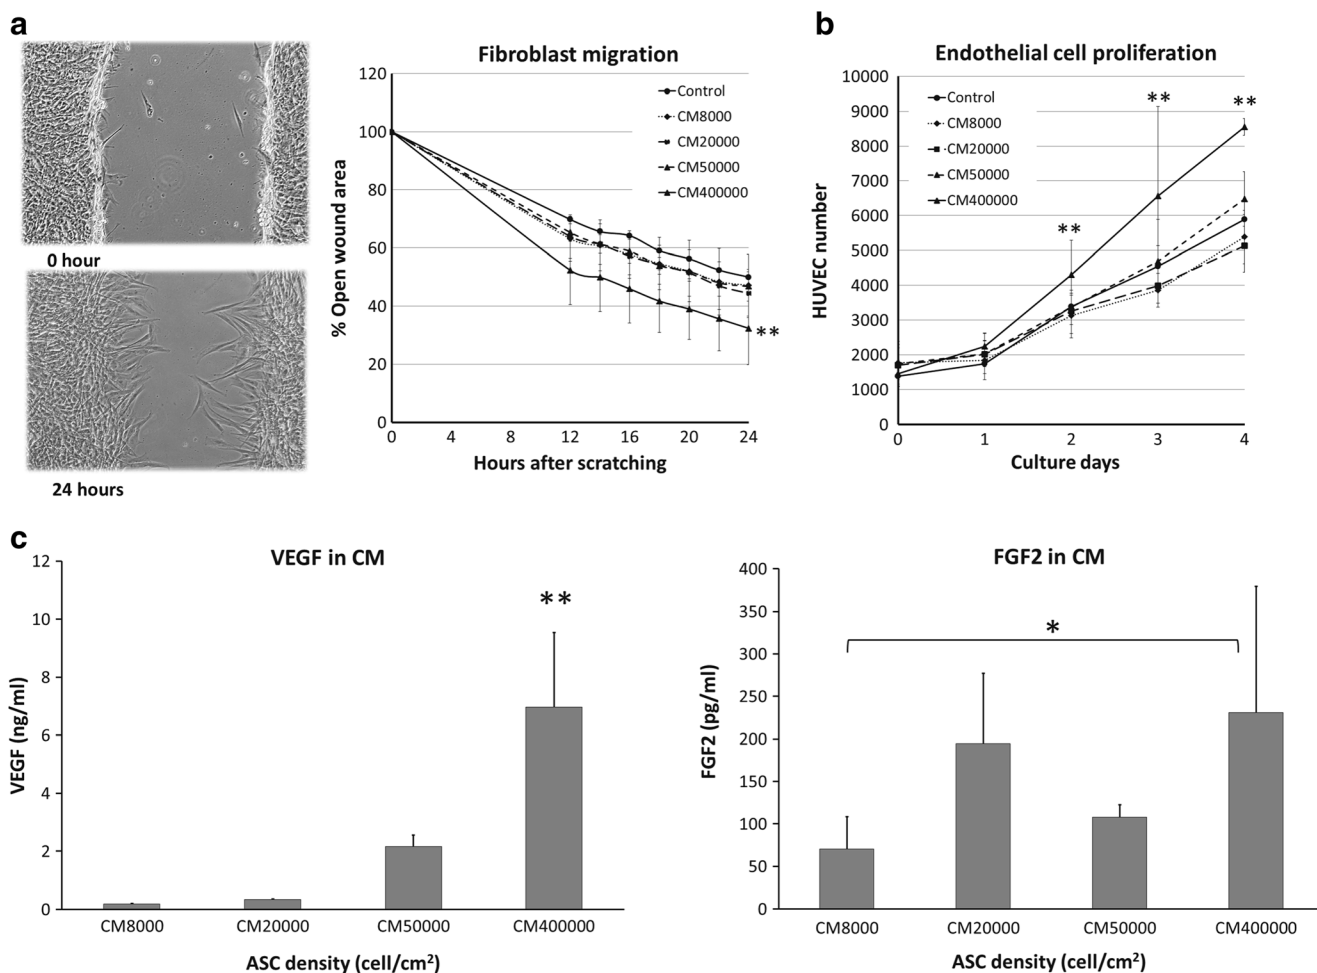 a
0 hour
24 hours
Fibroblast migration
% Open wound area
120
100
80
60
40
20
0
Control
CM8000
CM20000
CM50000
CM400000
**
0 4 8 12 16 20 24
Hours after scratching
b
Endothelial cell proliferation
HUVEC number
10000
9000
8000
7000
6000
5000
4000
3000
2000
1000
0
Control
CM8000
CM20000
CM50000
CM400000
**
**
**
0 1 2 3 4
Culture days
c
VEGF in CM
VEGF (ng/ml)
12
10
8
6
4
2
0
**
CM8000 CM20000 CM50000 CM400000
ASC density (cell/cm²)
FGF2 in CM
FGF2 (pg/ml)
400
350
300
250
200
150
100
50
0
*
CM8000 CM20000 CM50000 CM400000
ASC density (cell/cm²)